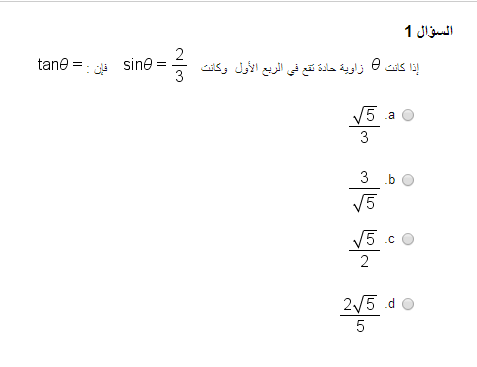 السؤال 1
إذا كانت θ زاوية حادة تقع في الربع الأول وكانت sinθ = 2/3 فإن : tanθ =
a. √5/3
b. 3/√5
c. √5/2
d. 2√5/5